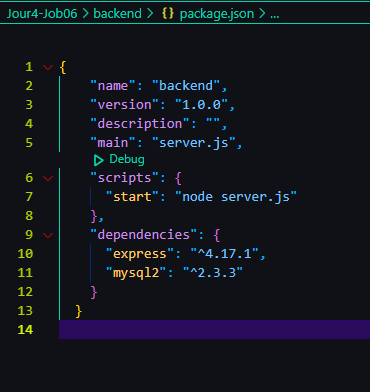 Jour4-Job06 > backend > {} package.json > ...
1 {
2 "name": "backend",
3 "version": "1.0.0",
4 "description": "",
5 "main": "server.js",
Debug
6 "scripts": {
7 "start": "node server.js"
8 },
9 "dependencies": {
10 "express": "^4.17.1",
11 "mysql2": "^2.3.3"
12 }
13 }
14